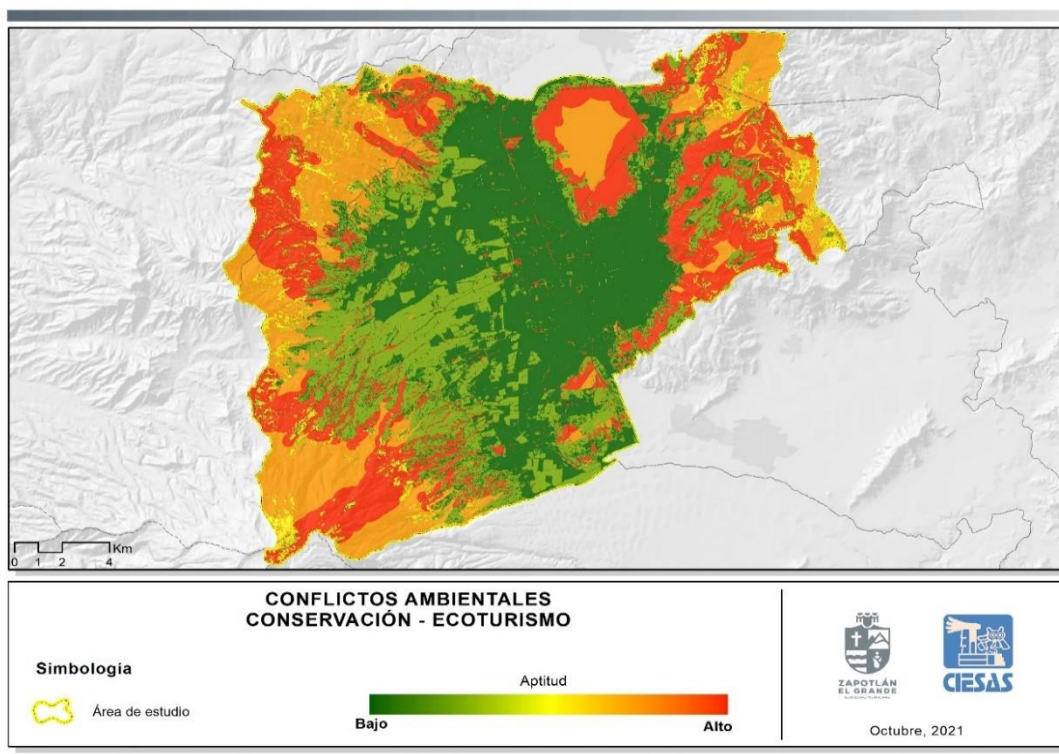 Km
0 1 2 4
CONFLICTOS AMBIENTALES
CONSERVACIÓN - ECOTURISMO
Simbología
Área de estudio
Aptitud
Bajo
Alto
ZAPOTLÁN
EL GRANDE
CIESAS
Octubre, 2021